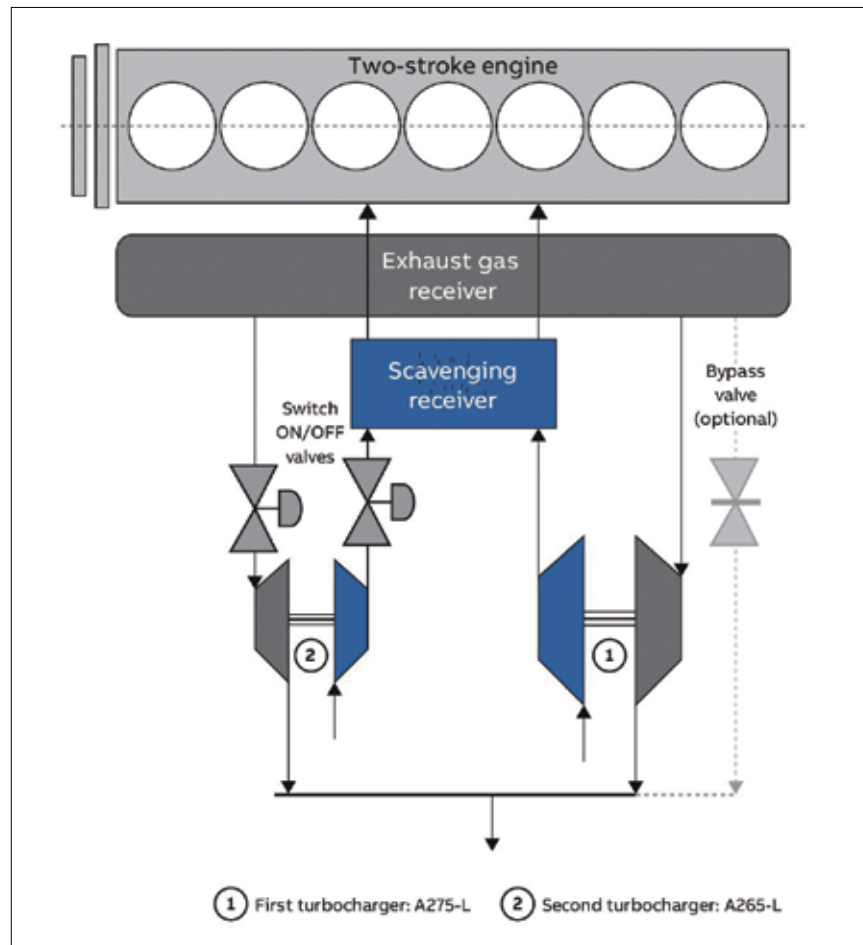 Two-stroke engine
Exhaust gas
receiver
Scavenging
receiver
Switch
ON/OFF
valves
Bypass
valve
(optional)
2
1
1 First turbocharger: A275-L
2 Second turbocharger: A265-L